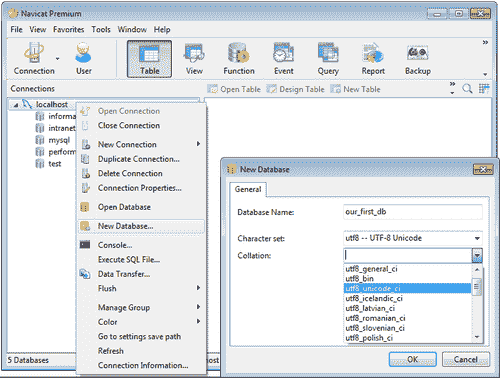 Navicat Premium
File View Favorites Tools Window Help
Connection User Table View Function Event Query Report Backup
Connections Open Table Design Table New Table
localhost
informa
intranet
mysql
perform
test
Open Connection
Close Connection
New Connection
Duplicate Connection...
Delete Connection
Connection Properties...
Open Database
New Database...
Console...
Execute SQL File...
Data Transfer...
Flush
Manage Group
Color
Go to settings save path
Refresh
Connection Information...
New Database
General
Database Name: our_first_db
Character set: utf8 -- UTF-8 Unicode
Collation:
utf8_general_ci
utf8_bin
utf8_unicode_ci
utf8_icelandic_ci
utf8_latvian_ci
utf8_romanian_ci
utf8_slovenian_ci
utf8_polish_ci
OK Cancel
5 Databases host